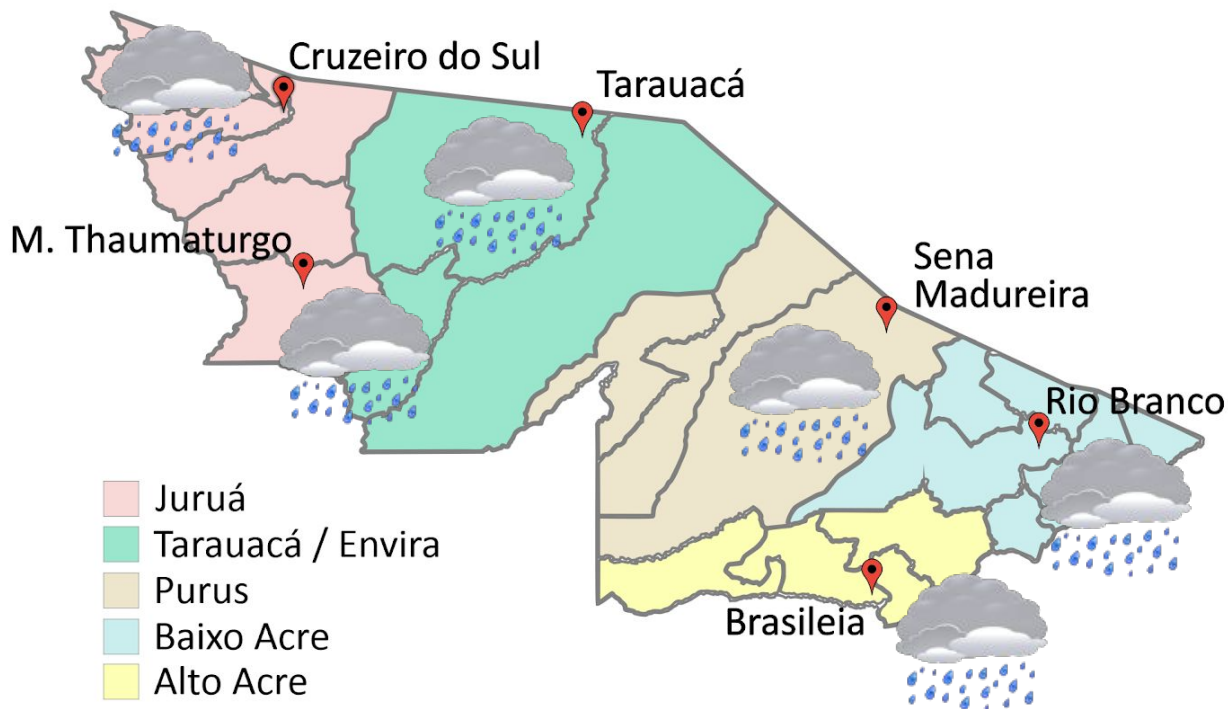 Cruzeiro do Sul
Tarauacá
M. Thaumaturgo
Sena
Madureira
Rio Branco
Brasileia
Juruá
Tarauacá / Envira
Purus
Baixo Acre
Alto Acre